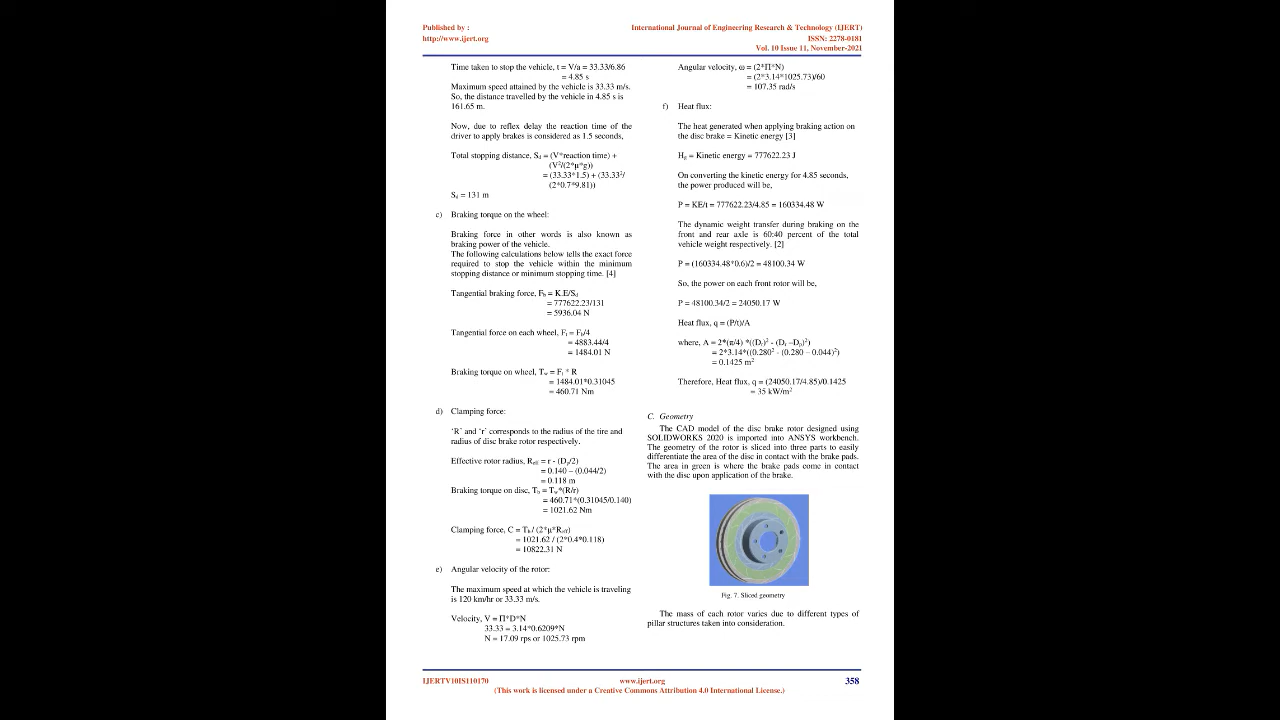 Published by :
http://www.ijert.org
International Journal of Engineering Research & Technology (IJERT)
ISSN: 2278-0181
Vol. 10 Issue 11, November-2021
Time taken to stop the vehicle, t = V/a = 33.33/6.86
= 4.85 s
Maximum speed attained by the vehicle is 33.33 m/s.
So, the distance travelled by the vehicle in 4.85 s is
161.65 m.
Now, due to reflex delay the reaction time of the
driver to apply brakes is considered as 1.5 seconds,
Total stopping distance, Sd = (V*reaction time) +
(V²/(2*μ*g))
= (33.33*1.5) + (33.33²/
(2*0.7*9.81))
Sd = 131 m
c) Braking torque on the wheel:
Braking force in other words is also known as
braking power of the vehicle.
The following calculations below tells the exact force
required to stop the vehicle within the minimum
stopping distance or minimum stopping time. [4]
Tangential braking force, Fb = K.E/Sd
= 777622.23/131
= 5936.04 N
Tangential force on each wheel, Ft = Fb/4
= 4883.44/4
= 1484.01 N
Braking torque on wheel, Tw = Ft * R
= 1484.01*0.31045
= 460.71 Nm
d) Clamping force:
'R' and 'r' corresponds to the radius of the tire and
radius of disc brake rotor respectively.
Effective rotor radius, Reff = r - (Dp/2)
= 0.140 – (0.044/2)
= 0.118 m
Braking torque on disc, Tb = Tw*(R/r)
= 460.71*(0.31045/0.140)
= 1021.62 Nm
Clamping force, C = Tb / (2*μ*Reff)
= 1021.62 / (2*0.4*0.118)
= 10822.31 N
e) Angular velocity of the rotor:
The maximum speed at which the vehicle is traveling
is 120 km/hr or 33.33 m/s.
Velocity, V = Π*D*N
33.33 = 3.14*0.6209*N
N = 17.09 rps or 1025.73 rpm
Angular velocity, ω = (2*Π*N)
= (2*3.14*1025.73)/60
= 107.35 rad/s
f) Heat flux:
The heat generated when applying braking action on
the disc brake = Kinetic energy [3]
Hg = Kinetic energy = 777622.23 J
On converting the kinetic energy for 4.85 seconds,
the power produced will be,
P = KE/t = 777622.23/4.85 = 160334.48 W
The dynamic weight transfer during braking on the
front and rear axle is 60:40 percent of the total
vehicle weight respectively. [2]
P = (160334.48*0.6)/2 = 48100.34 W
So, the power on each front rotor will be,
P = 48100.34/2 = 24050.17 W
Heat flux, q = (P/t)/A
where, A = 2*(π/4) *((Dr)² - (Dr –Dp)²)
= 2*3.14*((0.280² - (0.280 – 0.044)²)
= 0.1425 m²
Therefore, Heat flux, q = (24050.17/4.85)/0.1425
= 35 kW/m²
C. Geometry
The CAD model of the disc brake rotor designed using
SOLIDWORKS 2020 is imported into ANSYS workbench.
The geometry of the rotor is sliced into three parts to easily
differentiate the area of the disc in contact with the brake pads.
The area in green is where the brake pads come in contact
with the disc upon application of the brake.
Fig. 7. Sliced geometry
The mass of each rotor varies due to different types of
pillar structures taken into consideration.
IJERTV10IS110170
www.ijert.org
358
(This work is licensed under a Creative Commons Attribution 4.0 International License.)